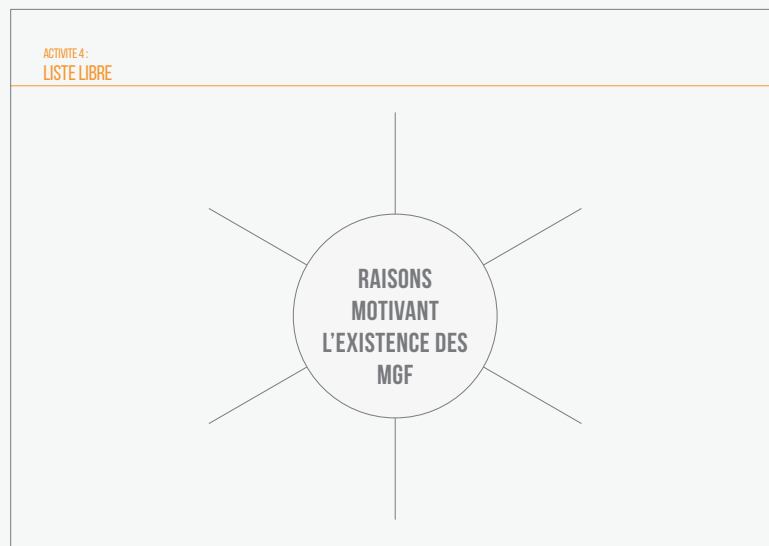 ACTIVITE 4 :
LISTE LIBRE
RAISONS
MOTIVANT
L'EXISTENCE DES
MGF